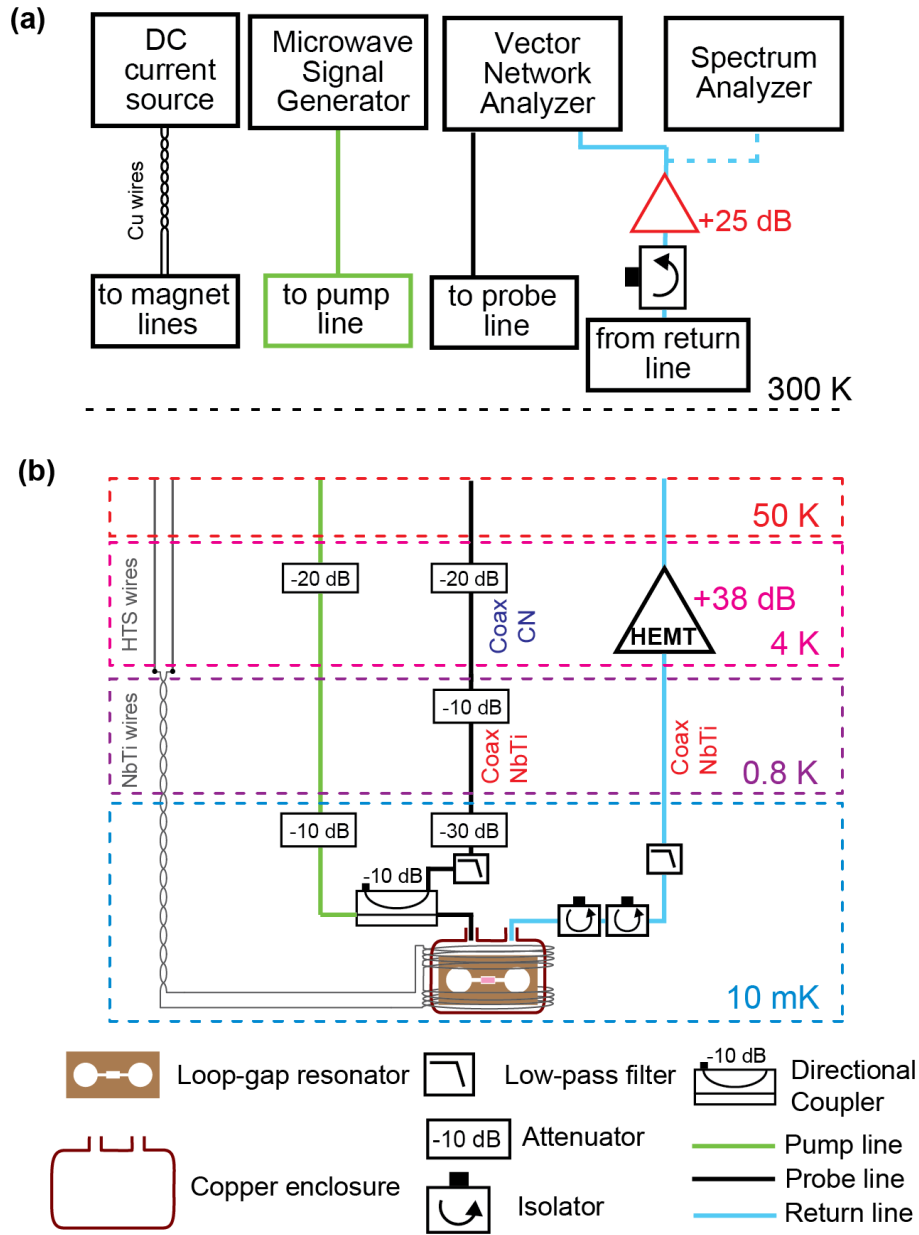 (a)
DC
current
source
Microwave
Signal
Generator
Vector
Network
Analyzer
Spectrum
Analyzer
Cu wires
+25 dB
to magnet
lines
to pump
line
to probe
line
from return
line
300 K
(b)
50 K
HTS wires
-20 dB
-20 dB
Coax
CN
+38 dB
HEMT
4 K
NbTi wires
-10 dB
Coax
NbTi
Coax
NbTi
0.8 K
-10 dB
-30 dB
-10 dB
10 mK
Loop-gap resonator
Low-pass filter
-10 dB
Directional
Coupler
-10 dB
Attenuator
Copper enclosure
Isolator
Pump line
Probe line
Return line